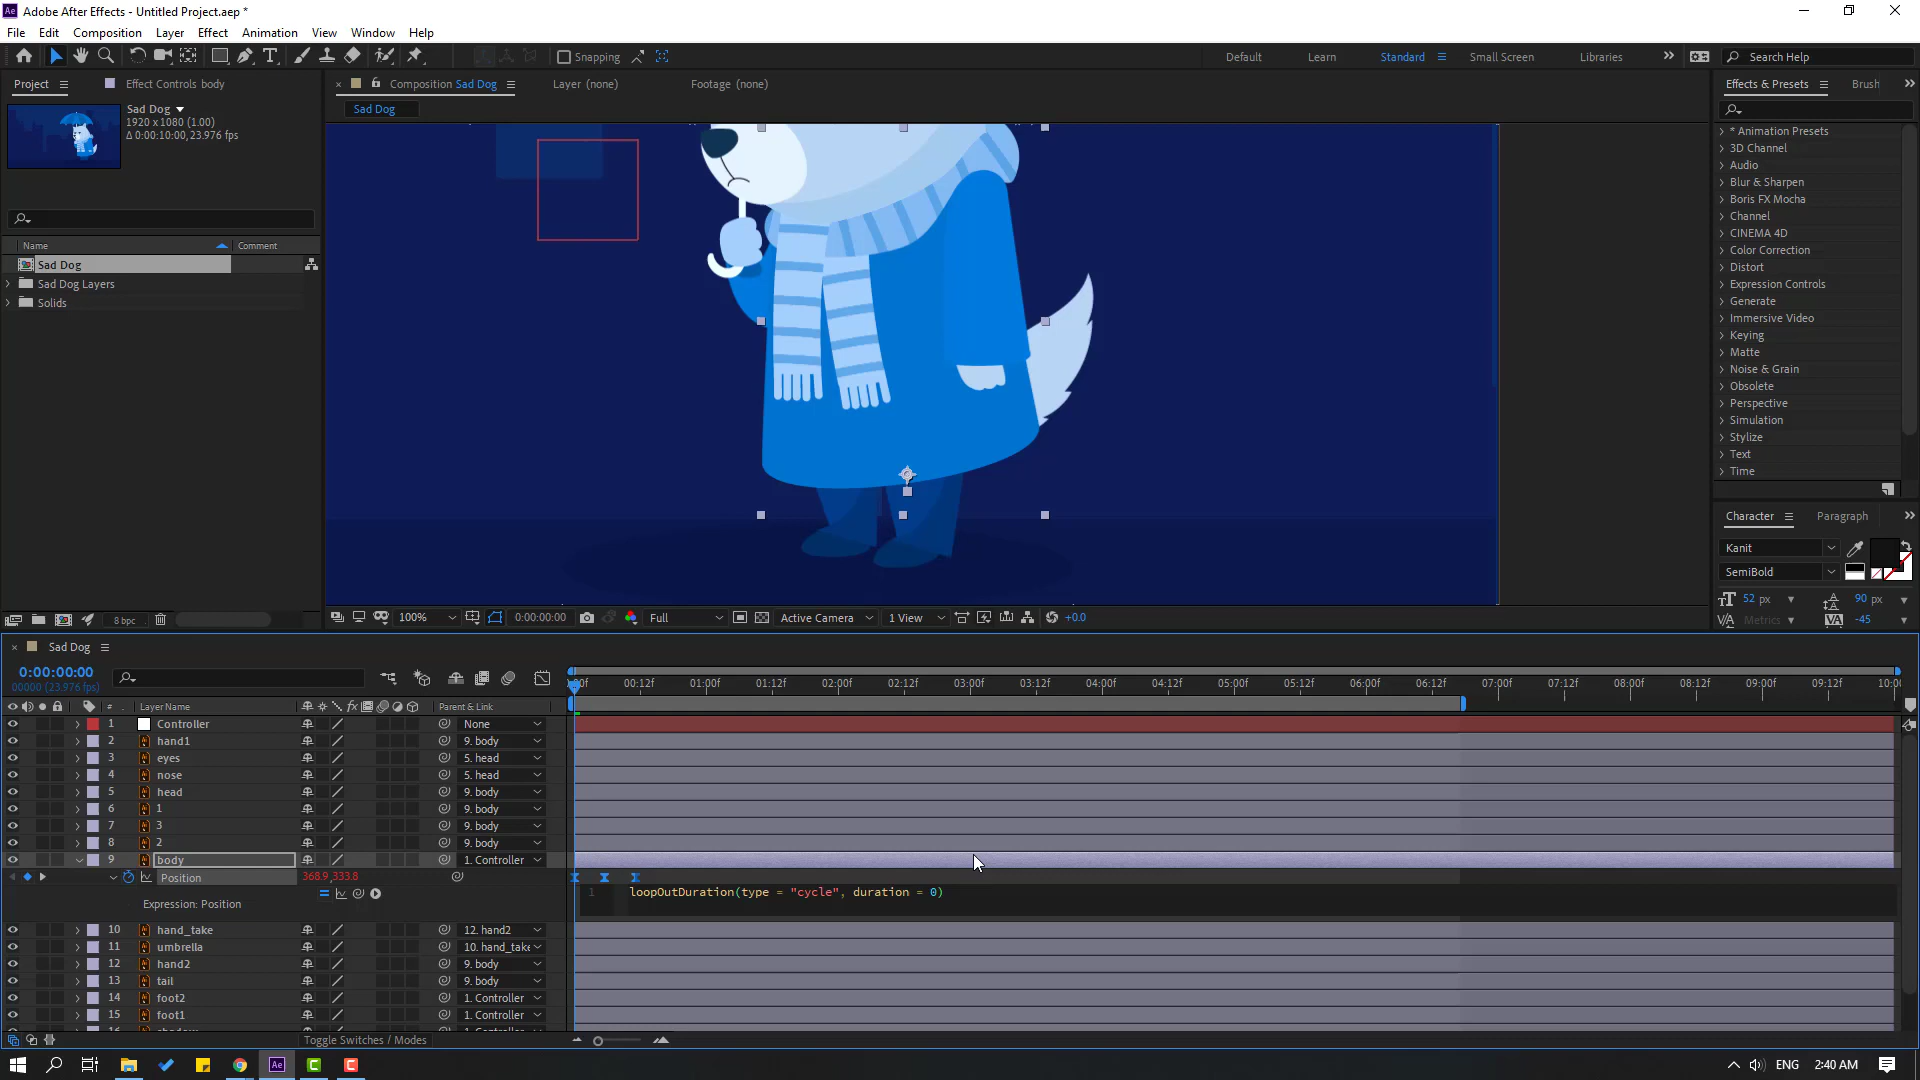 Adobe After Effects - Untitled Project.aep *
File Edit Composition Layer Effect Animation View Window Help
Snapping Default Learn Standard Small Screen Libraries Search Help
Project Effect Controls body Composition Sad Dog Layer (none) Footage (none) Effects & Presets Brush
Sad Dog
1920 x 1080 (1.00)
Δ 0:00:10:00, 23.976 fps
Sad Dog
Name Comment
Sad Dog
Sad Dog Layers
Solids
* Animation Presets
3D Channel
Audio
Blur & Sharpen
Boris FX Mocha
Channel
CINEMA 4D
Color Correction
Distort
Expression Controls
Generate
Immersive Video
Keying
Matte
Noise & Grain
Obsolete
Perspective
Simulation
Stylize
Text
Time
Character Paragraph
Kanit
SemiBold
52 px 90 px
Metrics -45
8 bpc 100% 0:00:00:00 Full Active Camera 1 View +0.0
Sad Dog
0:00:00:00
00000 (23.976 fps)
:00f 00:12f 01:00f 01:12f 02:00f 02:12f 03:00f 03:12f 04:00f 04:12f 05:00f 05:12f 06:00f 06:12f 07:00f 07:12f 08:00f 08:12f 09:00f 09:12f 10:00
# Layer Name Parent & Link
1 Controller None
2 hand1 9. body
3 eyes 5. head
4 nose 5. head
5 head 9. body
6 1 9. body
7 3 9. body
8 2 9. body
9 body 1. Controller
Position 368.9,333.8
1 loopOutDuration(type = "cycle", duration = 0)
Expression: Position
10 hand_take 12. hand2
11 umbrella 10. hand_take
12 hand2 9. body
13 tail 9. body
14 foot2 1. Controller
15 foot1 1. Controller
16 shadow 1. Controller
Toggle Switches / Modes
ENG 2:40 AM